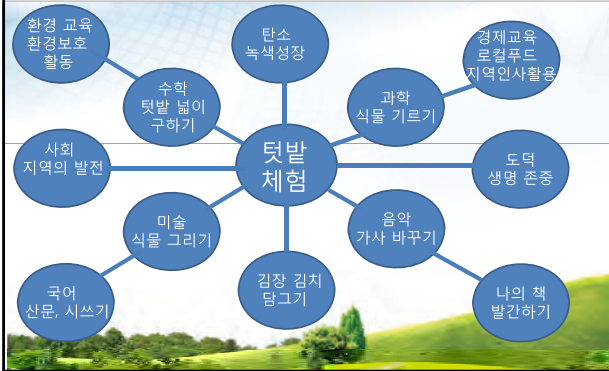 환경 교육
환경보호
활동
탄소
녹색성장
경제교육
로컬푸드
지역인사활용
수학
텃밭 넓이
구하기
과학
식물 기르기
사회
지역의 발전
텃밭
체험
도덕
생명 존중
미술
식물 그리기
음악
가사 바꾸기
국어
산문, 시쓰기
김장 김치
담그기
나의 책
발간하기